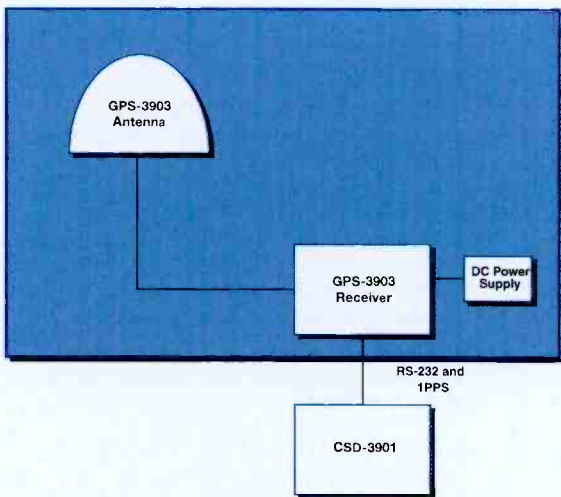 GPS-3903
Antenna
GPS-3903
Receiver
DC Power
Supply
RS-232 and
1PPS
CSD-3901